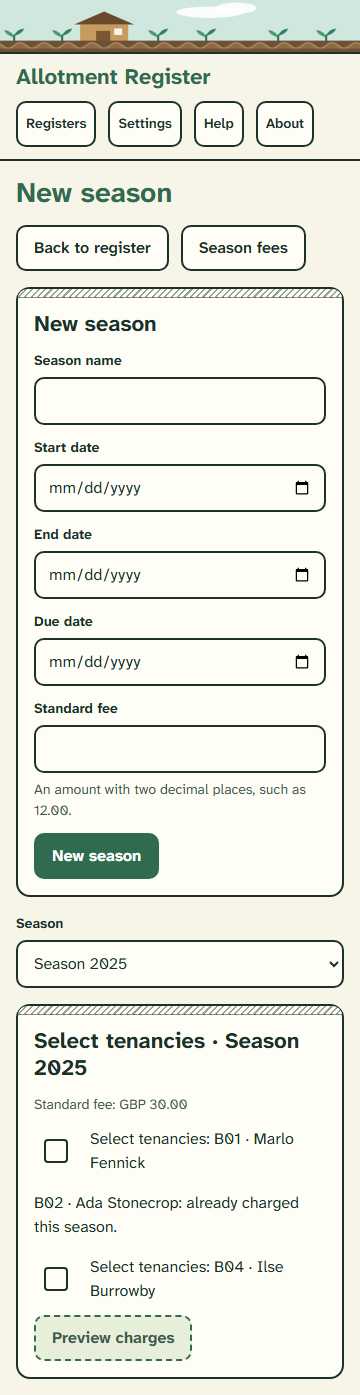 Allotment Register
Registers
Settings
Help
About
New season
Back to register
Season fees
New season
Season name
Start date
mm/dd/yyyy
End date
mm/dd/yyyy
Due date
mm/dd/yyyy
Standard fee
An amount with two decimal places, such as
12.00.
New season
Season
Season 2025
Select tenancies · Season
2025
Standard fee: GBP 30.00
Select tenancies: B01 · Marlo
Fennick
B02 · Ada Stonecrop: already charged
this season.
Select tenancies: B04 · Ilse
Burrowby
Preview charges